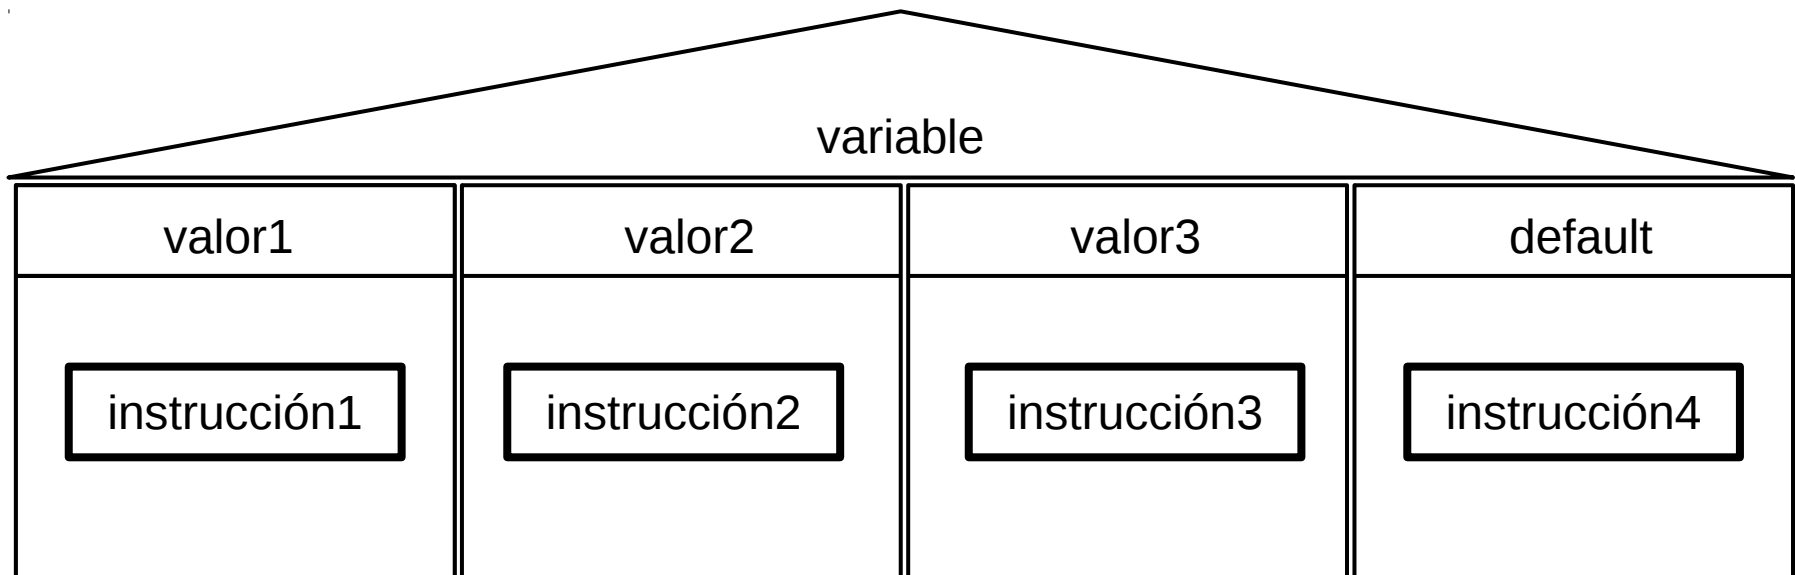 variable
valor1 valor2 valor3 default
instrucción1 instrucción2 instrucción3 instrucción4